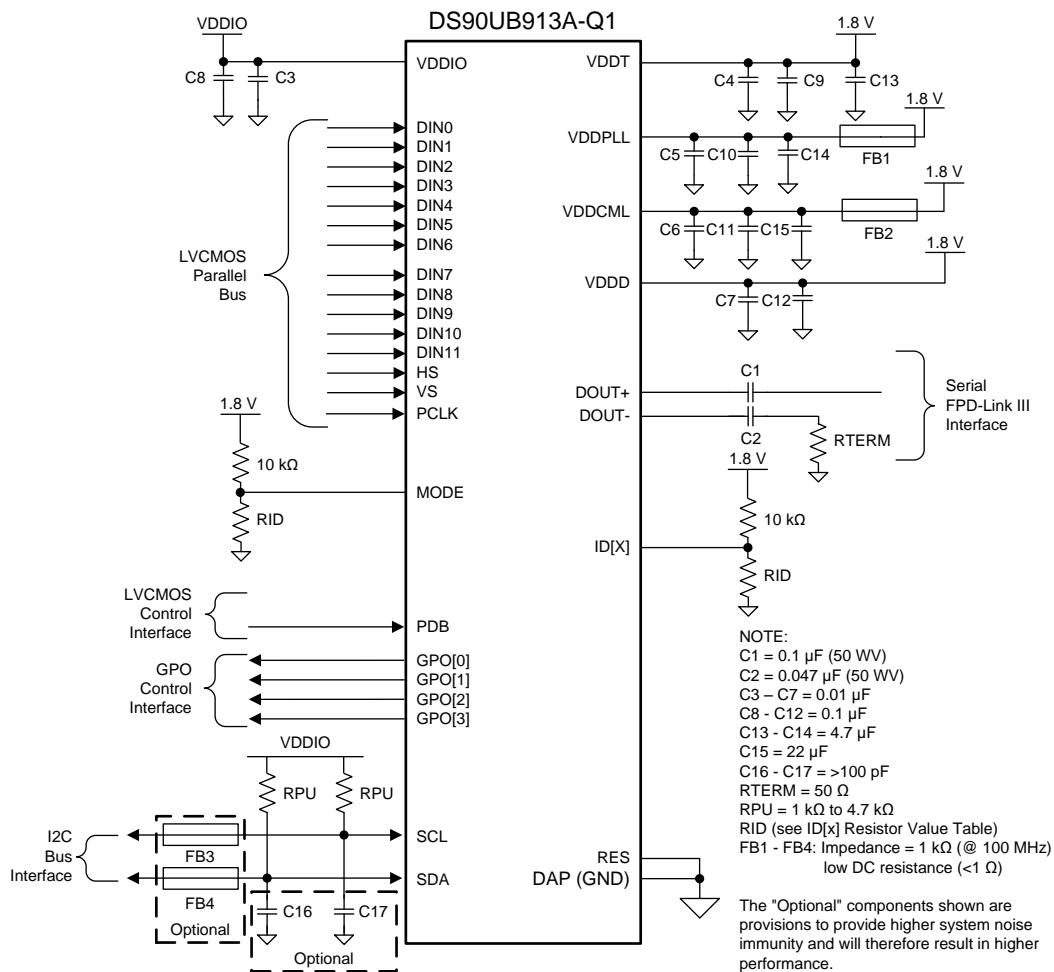 DS90UB913A-Q1
VDDIO
C8
C3
VDDIO
LVCMOS
Parallel
Bus
DIN0
DIN1
DIN2
DIN3
DIN4
DIN5
DIN6
DIN7
DIN8
DIN9
DIN10
DIN11
HS
VS
PCLK
1.8 V
10 kΩ
MODE
RID
LVCMOS
Control
Interface
PDB
GPO
Control
Interface
GPO[0]
GPO[1]
GPO[2]
GPO[3]
VDDIO
RPU
RPU
I2C
Bus
Interface
FB3
SCL
FB4
SDA
Optional
C16
C17
Optional
1.8 V
VDDT
C4
C9
C13
1.8 V
VDDPLL
C5
C10
C14
FB1
1.8 V
VDDCML
C6
C11
C15
FB2
1.8 V
VDDD
C7
C12
C1
DOUT+
DOUT-
C2
RTERM
Serial
FPD-Link III
Interface
1.8 V
10 kΩ
ID[X]
RID
RES
DAP (GND)
NOTE:
C1 = 0.1 µF (50 WV)
C2 = 0.047 µF (50 WV)
C3 – C7 = 0.01 µF
C8 - C12 = 0.1 µF
C13 - C14 = 4.7 µF
C15 = 22 µF
C16 - C17 = >100 pF
RTERM = 50 Ω
RPU = 1 kΩ to 4.7 kΩ
RID (see ID[x] Resistor Value Table)
FB1 - FB4: Impedance = 1 kΩ (@ 100 MHz)
low DC resistance (<1 Ω)
The "Optional" components shown are
provisions to provide higher system noise
immunity and will therefore result in higher
performance.